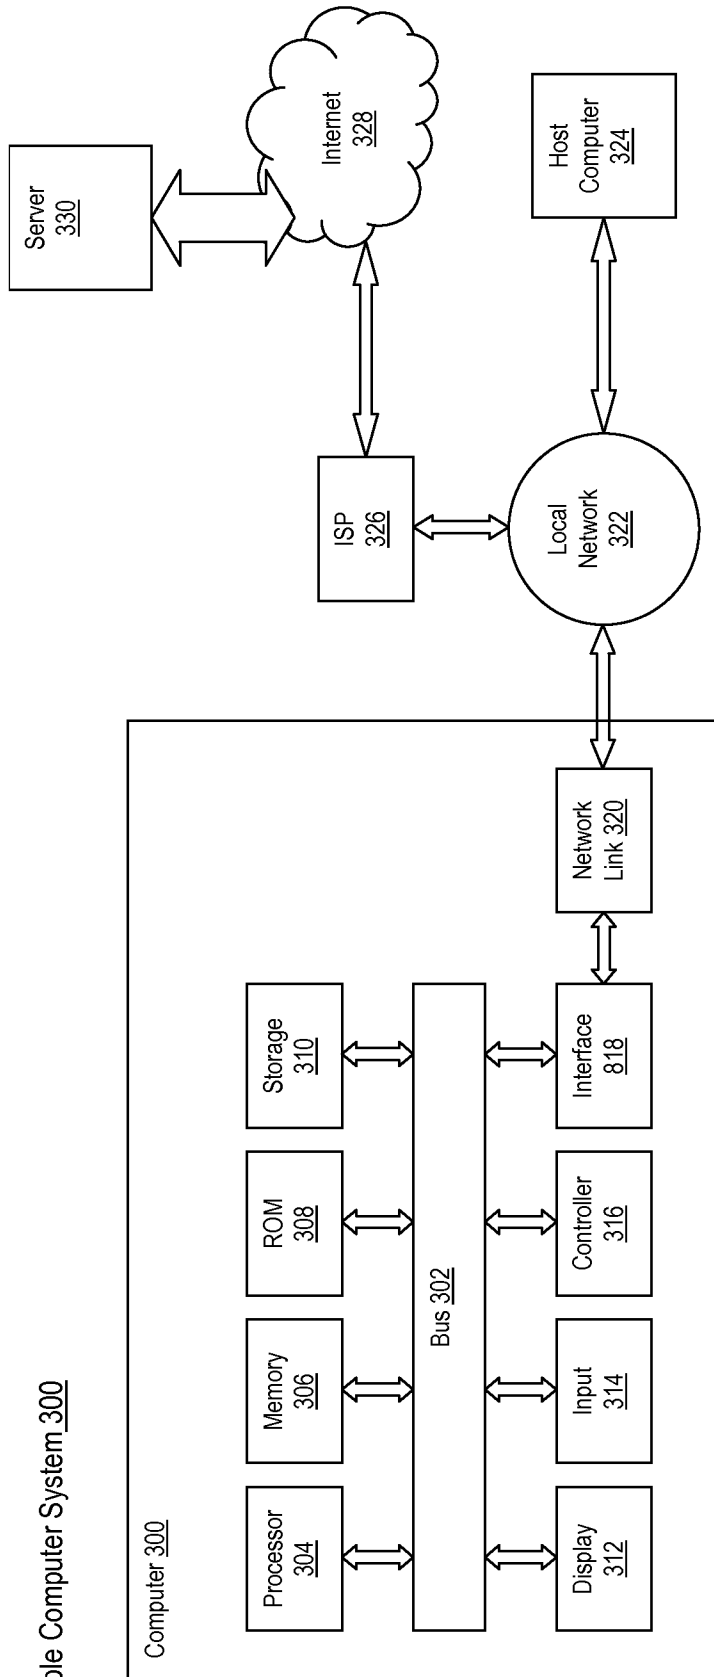 Computer System 300
Computer 300
Processor
304
Memory
306
ROM
308
Storage
310
Bus 302
Display
312
Input
314
Controller
316
Interface
818
Network
Link 320
Local
Network
322
ISP
326
Internet
328
Server
330
Host
Computer
324